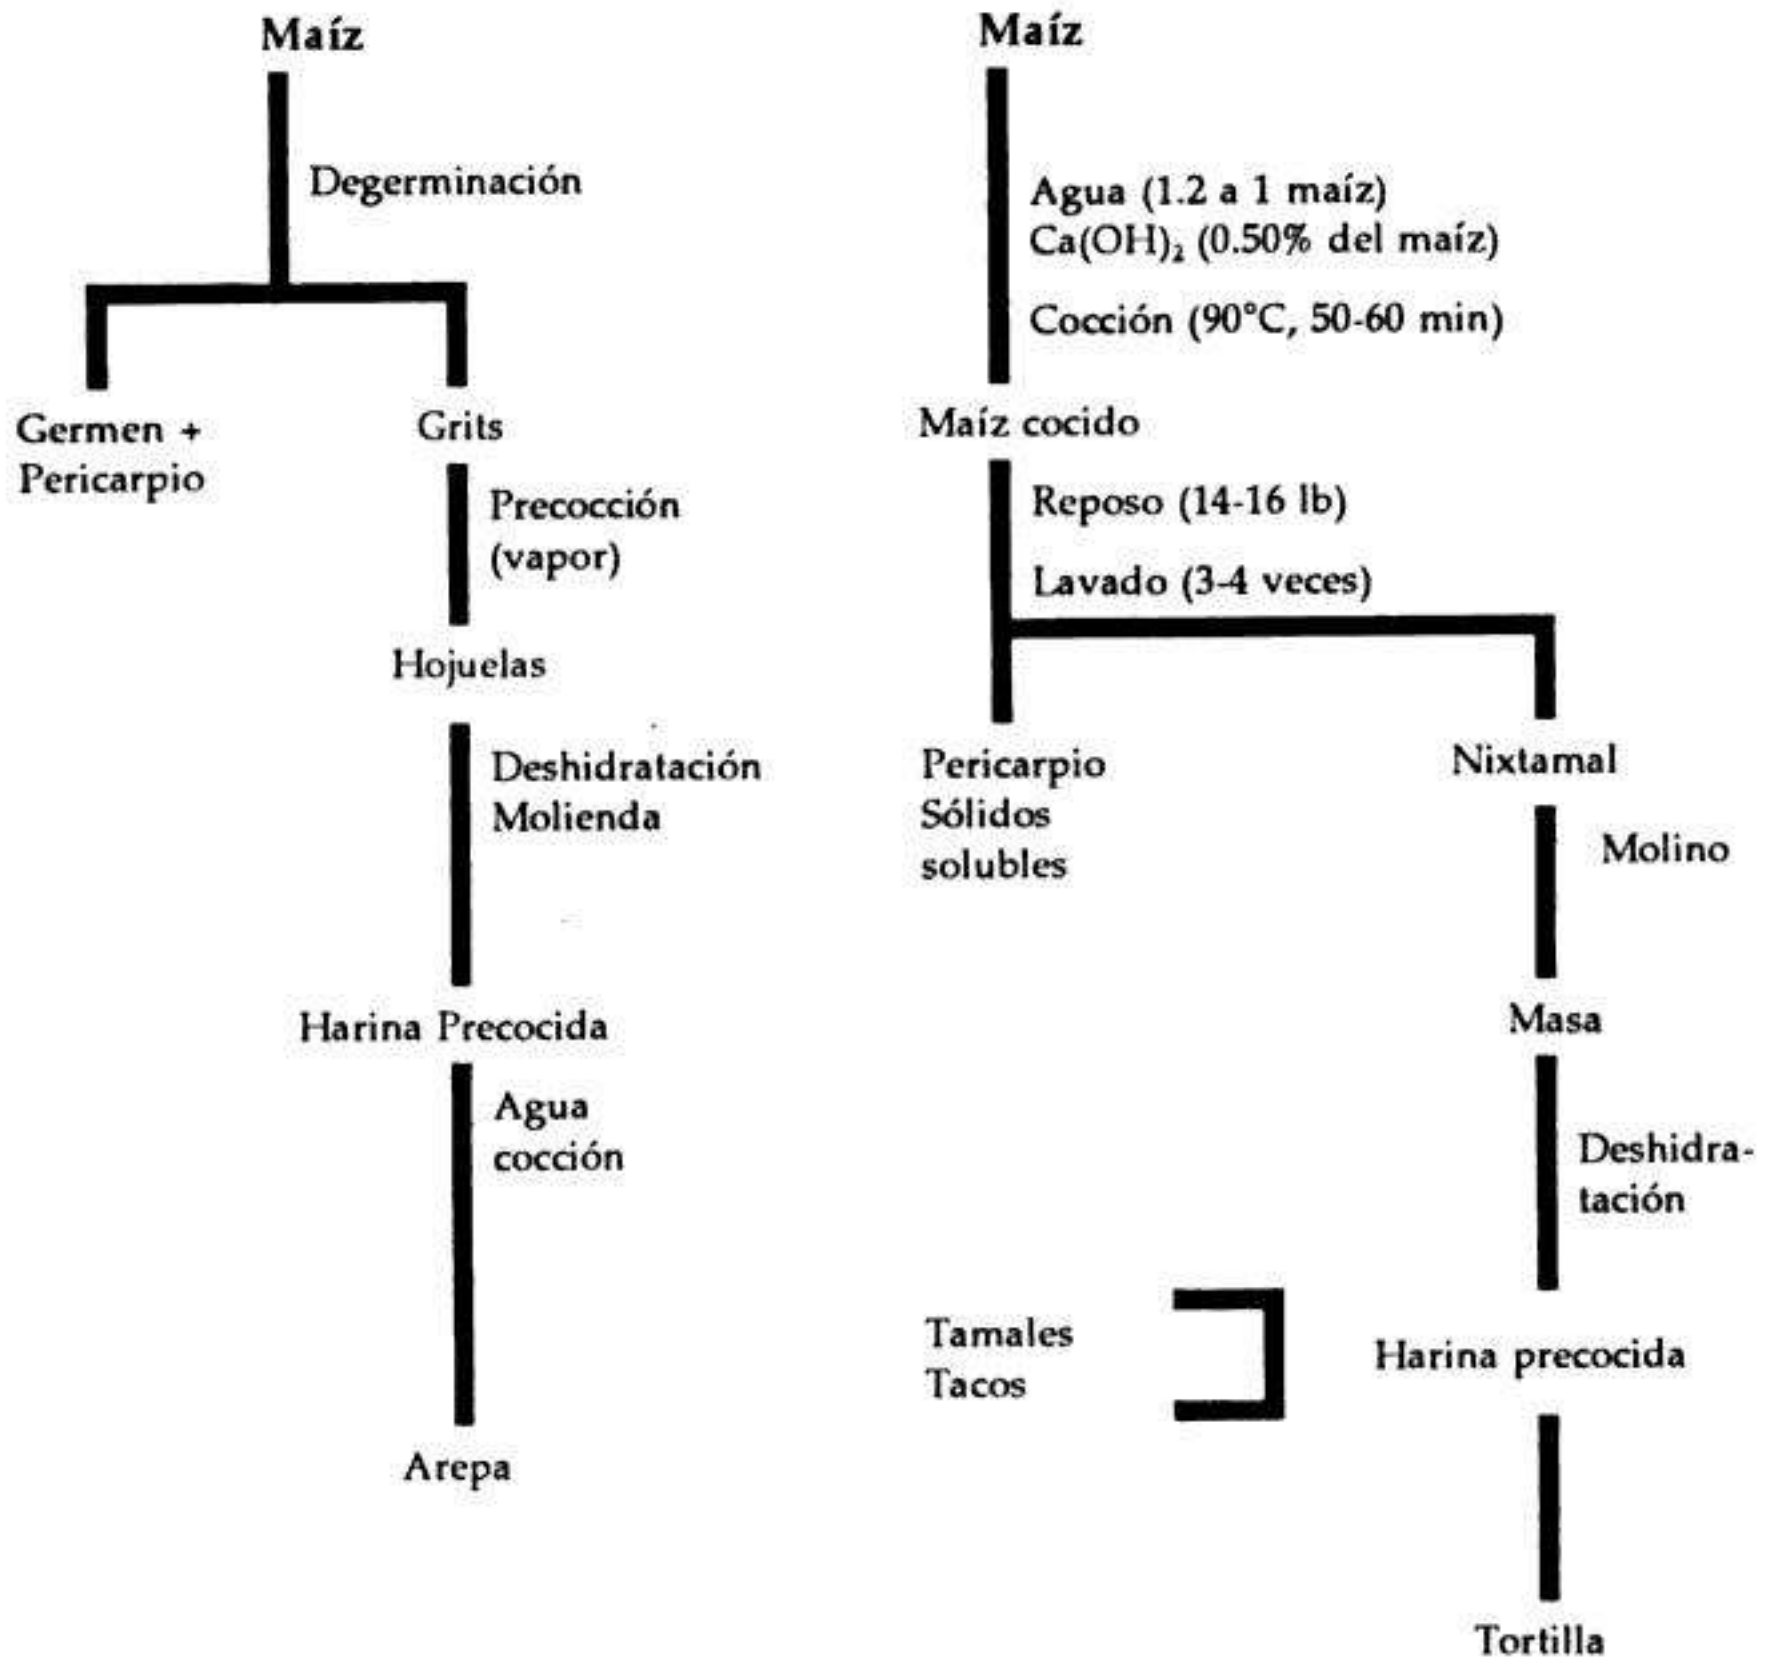 Maíz
Degerminación
Germen +
Pericarpio
Grits
Precocción
(vapor)
Hojuelas
Deshidratación
Molienda
Harina Precocida
Agua
cocción
Arepa
Maíz
Agua (1.2 a 1 maíz)
Ca(OH)₂ (0.50% del maíz)
Cocción (90°C, 50-60 min)
Maíz cocido
Reposo (14-16 lb)
Lavado (3-4 veces)
Pericarpio
Sólidos
solubles
Nixtamal
Molino
Masa
Deshidra-
tación
Tamales
Tacos
Harina precocida
Tortilla